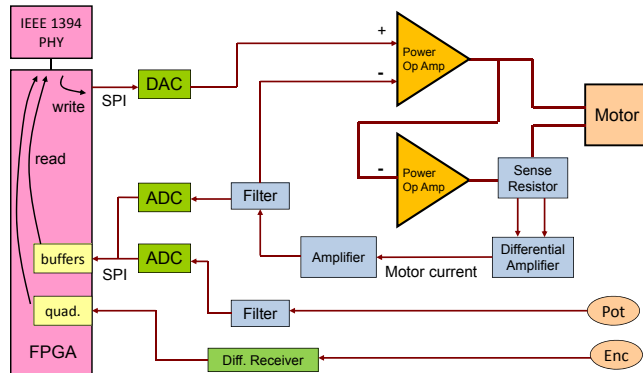 IEEE 1394
PHY
write
SPI
DAC
+
-
Power
Op Amp
Motor
read
-
Power
Op Amp
Sense
Resistor
ADC
Filter
buffers
SPI
ADC
Amplifier
Motor current
Differential
Amplifier
quad.
Filter
Pot
FPGA
Diff. Receiver
Enc